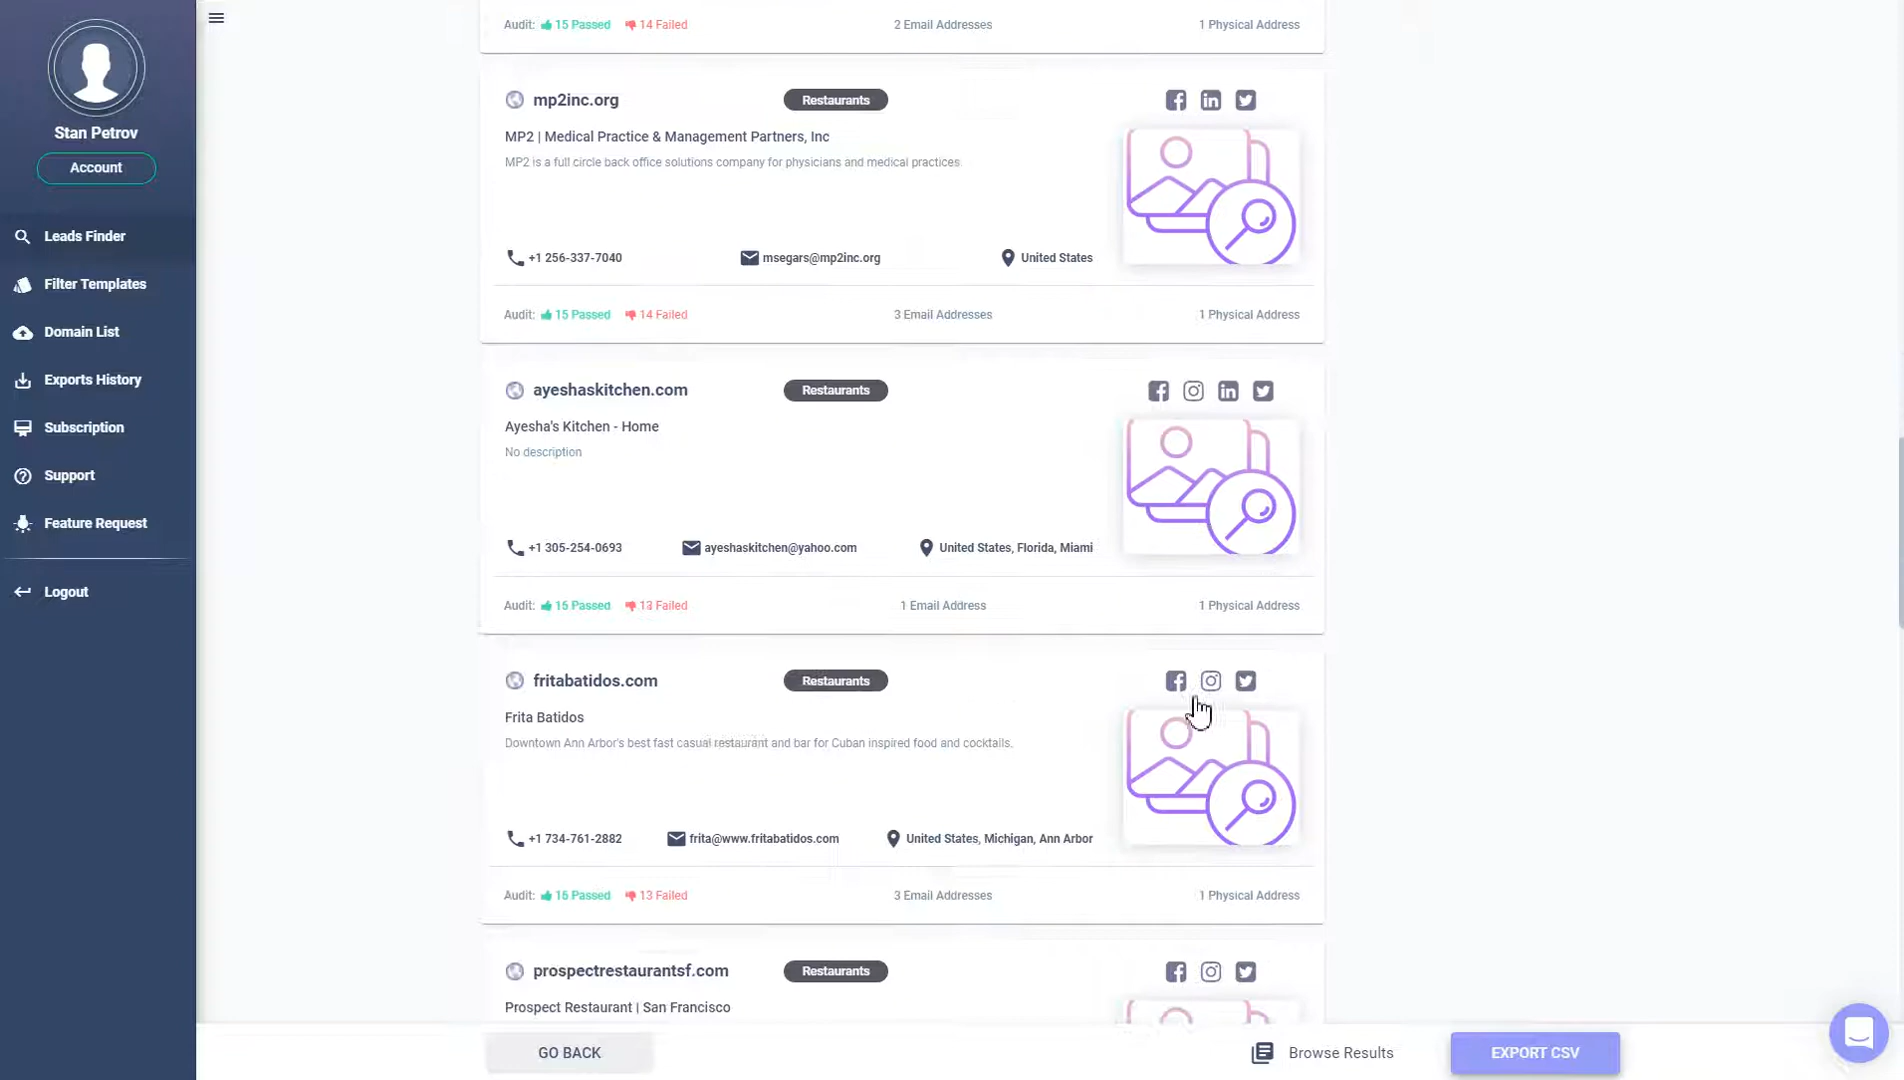 Stan Petrov
Account
Leads Finder
Filter Templates
Domain List
Exports History
Subscription
Support
Feature Request
Logout
Audit: 15 Passed 14 Failed 2 Email Addresses 1 Physical Address
mp2inc.org Restaurants
MP2 | Medical Practice & Management Partners, Inc
MP2 is a full circle back office solutions company for physicians and medical practices.
+1 256-337-7040 msegars@mp2inc.org United States
Audit: 15 Passed 14 Failed 3 Email Addresses 1 Physical Address
ayeshaskitchen.com Restaurants
Ayesha's Kitchen - Home
No description
+1 305-254-0693 ayeshaskitchen@yahoo.com United States, Florida, Miami
Audit: 15 Passed 13 Failed 1 Email Address 1 Physical Address
fritabatidos.com Restaurants
Frita Batidos
Downtown Ann Arbor's best fast casual restaurant and bar for Cuban inspired food and cocktails.
+1 734-761-2882 frita@www.fritabatidos.com United States, Michigan, Ann Arbor
Audit: 16 Passed 13 Failed 3 Email Addresses 1 Physical Address
prospectrestaurantsf.com Restaurants
Prospect Restaurant | San Francisco
GO BACK Browse Results EXPORT CSV